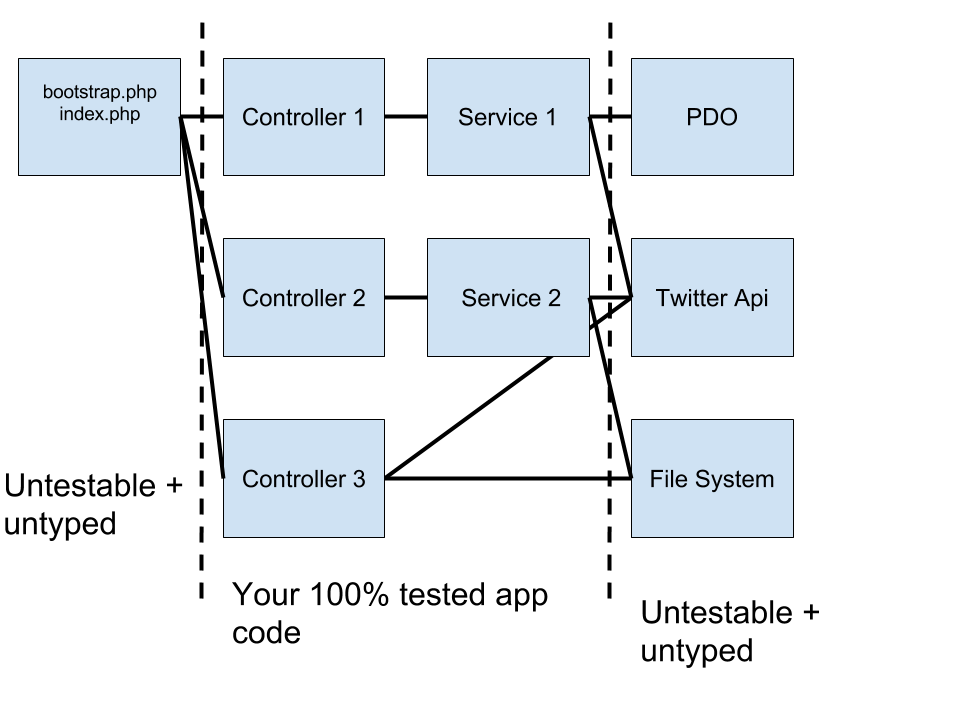 bootstrap.php
index.php
Controller 1
Service 1
PDO
Controller 2
Service 2
Twitter Api
Controller 3
File System
Untestable +
untyped
Your 100% tested app
code
Untestable +
untyped